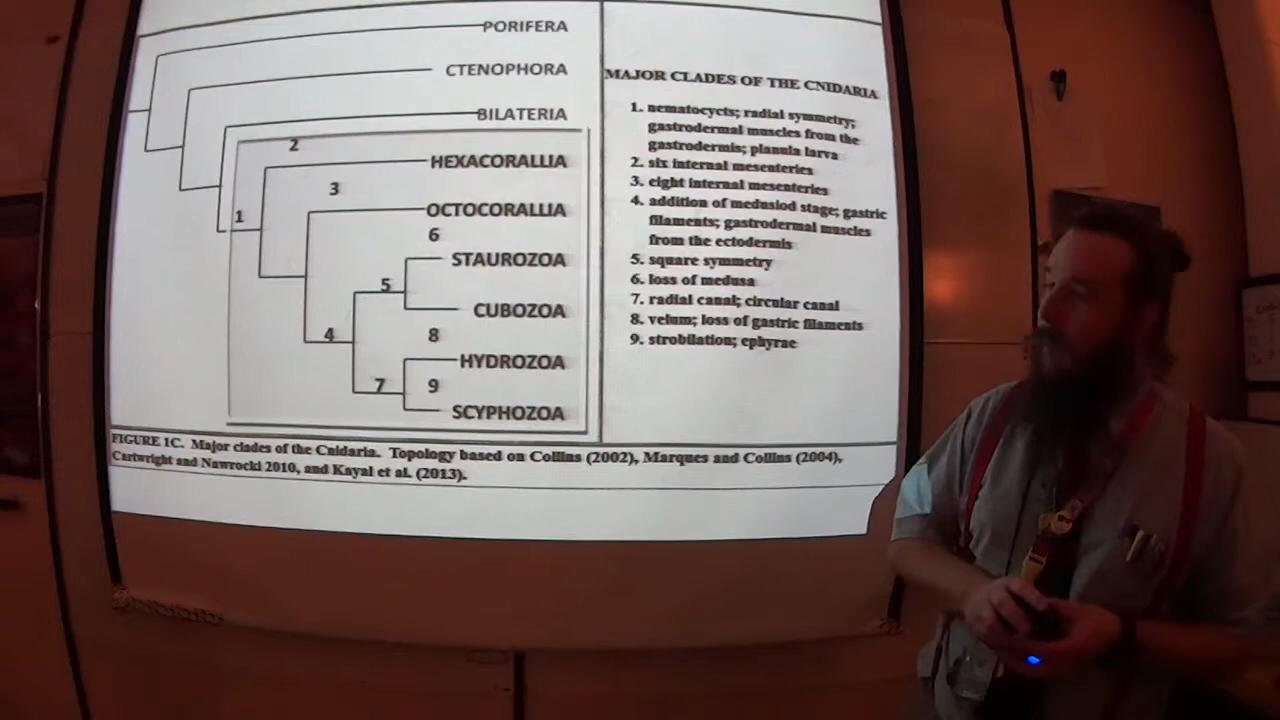 PORIFERA
CTENOPHORA
BILATERIA
2
HEXACORALLIA
3
1
OCTOCORALLIA
6
STAUROZOA
5
CUBOZOA
4
8
HYDROZOA
7
9
SCYPHOZOA
MAJOR CLADES OF THE CNIDARIA
1. nematocycts; radial symmetry;
gastrodermal muscles from the
gastrodermis; planula larva
2. six internal mesenteries
3. eight internal mesenteries
4. addition of medusiod stage; gastric
filaments; gastrodermal muscles
from the ectodermis
5. square symmetry
6. loss of medusa
7. radial canal; circular canal
8. velum; loss of gastric filaments
9. strobilation; ephyrae
FIGURE 1C. Major clades of the Cnidaria. Topology based on Collins (2002), Marques and Collins (2004),
Cartwright and Nawrocki 2010, and Kayal et al. (2013).